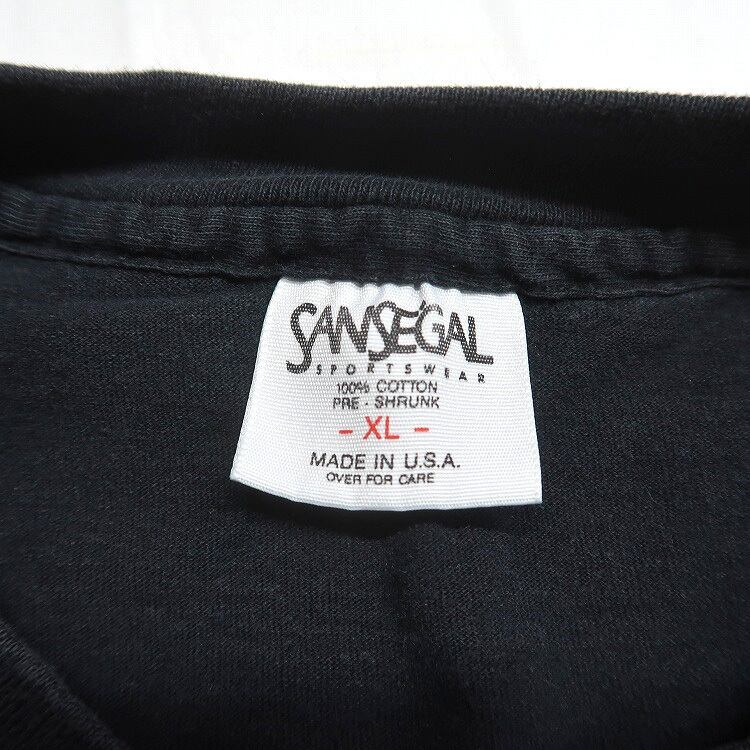 SANSEGAL
SPORTSWEAR
100% COTTON
PRE - SHRUNK
- XL -
MADE IN U.S.A.
OVER FOR CARE